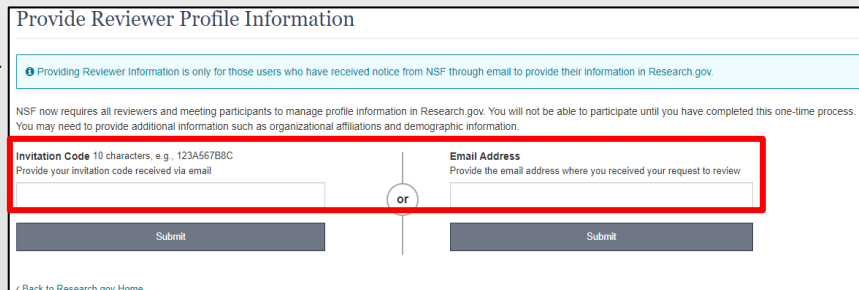 Provide Reviewer Profile Information
Providing Reviewer Information is only for those users who have received notice from NSF through email to provide their information in Research.gov.
NSF now requires all reviewers and meeting participants to manage profile information in Research.gov. You will not be able to participate until you have completed this one-time process.
You may need to provide additional information such as organizational affiliations and demographic information.
Invitation Code 10 characters, e.g., 123A567B8C
Provide your invitation code received via email
Submit
or
Email Address
Provide the email address where you received your request to review
Submit
‹ Back to Research.gov Home